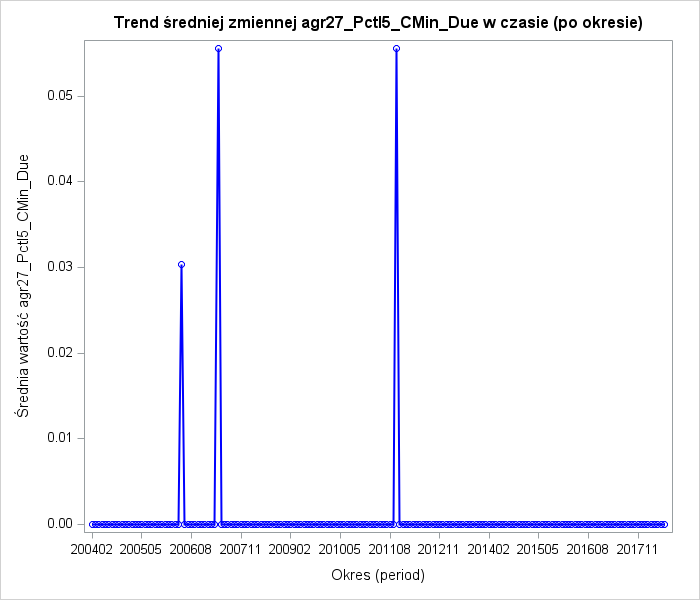 Trend średniej zmiennej agr27_Pctl5_CMin_Due w czasie (po okresie)
Średnia wartość agr27_Pctl5_CMin_Due
0.05
0.04
0.03
0.02
0.01
0.00
200402 200505 200608 200711 200902 201005 201108 201211 201402 201505 201608 201711
Okres (period)